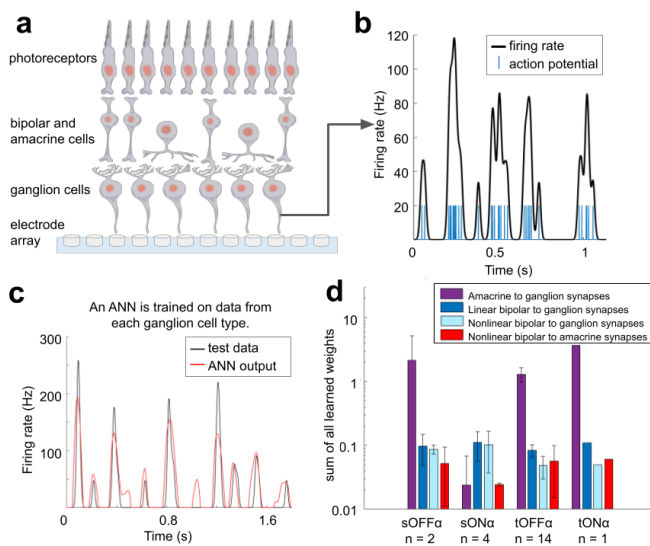 a
photoreceptors
bipolar and
amacrine cells
ganglion cells
electrode
array
b
firing rate
action potential
Firing rate (Hz)
120
100
80
60
40
20
0
0.5
1
Time (s)
c
An ANN is trained on data from
each ganglion cell type.
test data
ANN output
Firing rate (Hz)
300
200
100
0
0.8
1.6
Time (s)
d
Amacrine to ganglion synapses
Linear bipolar to ganglion synapses
Nonlinear bipolar to ganglion synapses
Nonlinear bipolar to amacrine synapses
sum of all learned weights
10
1
0.1
0.01
sOFFα sONα tOFFα tONα
n = 2 n = 4 n = 14 n = 1